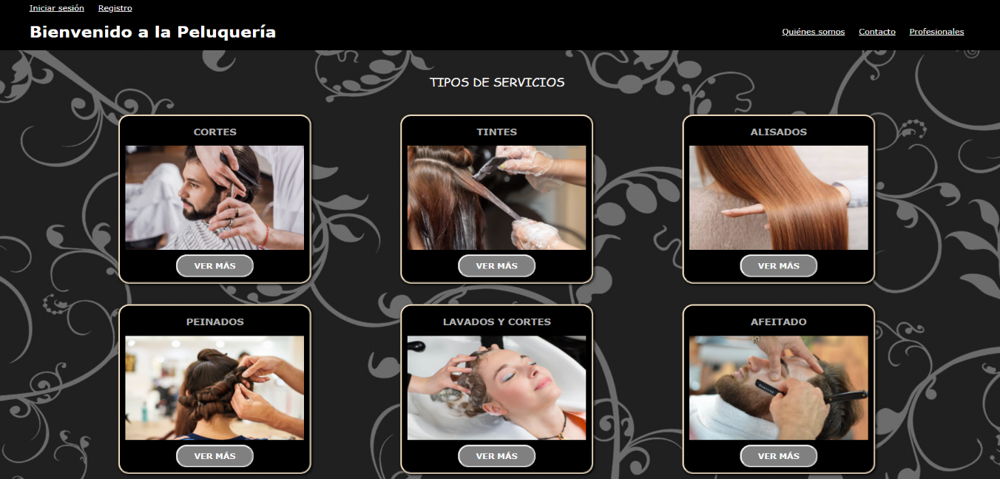 Iniciar sesión Registro
Bienvenido a la Peluquería
Quiénes somos Contacto Profesionales
TIPOS DE SERVICIOS
CORTES TINTES ALISADOS
VER MÁS VER MÁS VER MÁS
PEINADOS LAVADOS Y CORTES AFEITADO
VER MÁS VER MÁS VER MÁS